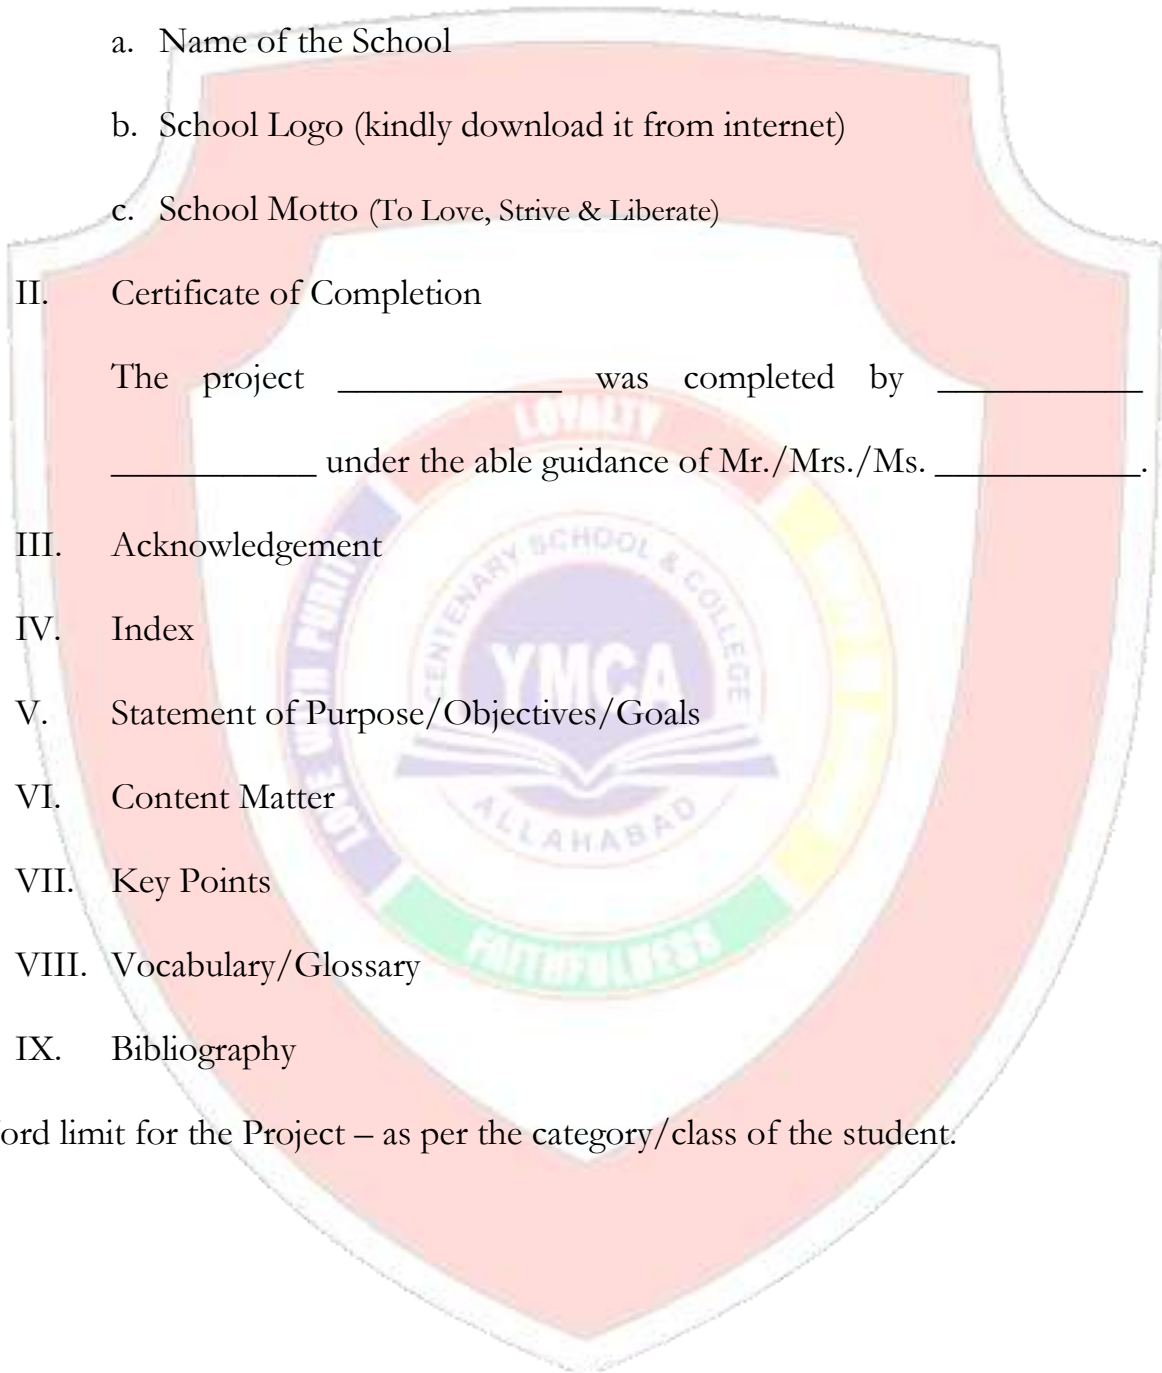 a. Name of the School
b. School Logo (kindly download it from internet)
c. School Motto (To Love, Strive & Liberate)
II. Certificate of Completion
The project ____________ was completed by ___________
___________ under the able guidance of Mr./Mrs./Ms. ___________.
III. Acknowledgement
IV. Index
V. Statement of Purpose/Objectives/Goals
VI. Content Matter
VII. Key Points
VIII. Vocabulary/Glossary
IX. Bibliography
ord limit for the Project – as per the category/class of the student.
LOYALTY
LOVE WITH PURITY
CENTENARY SCHOOL & COLLEGE
YMCA
ALLAHABAD
FAITHFULNESS